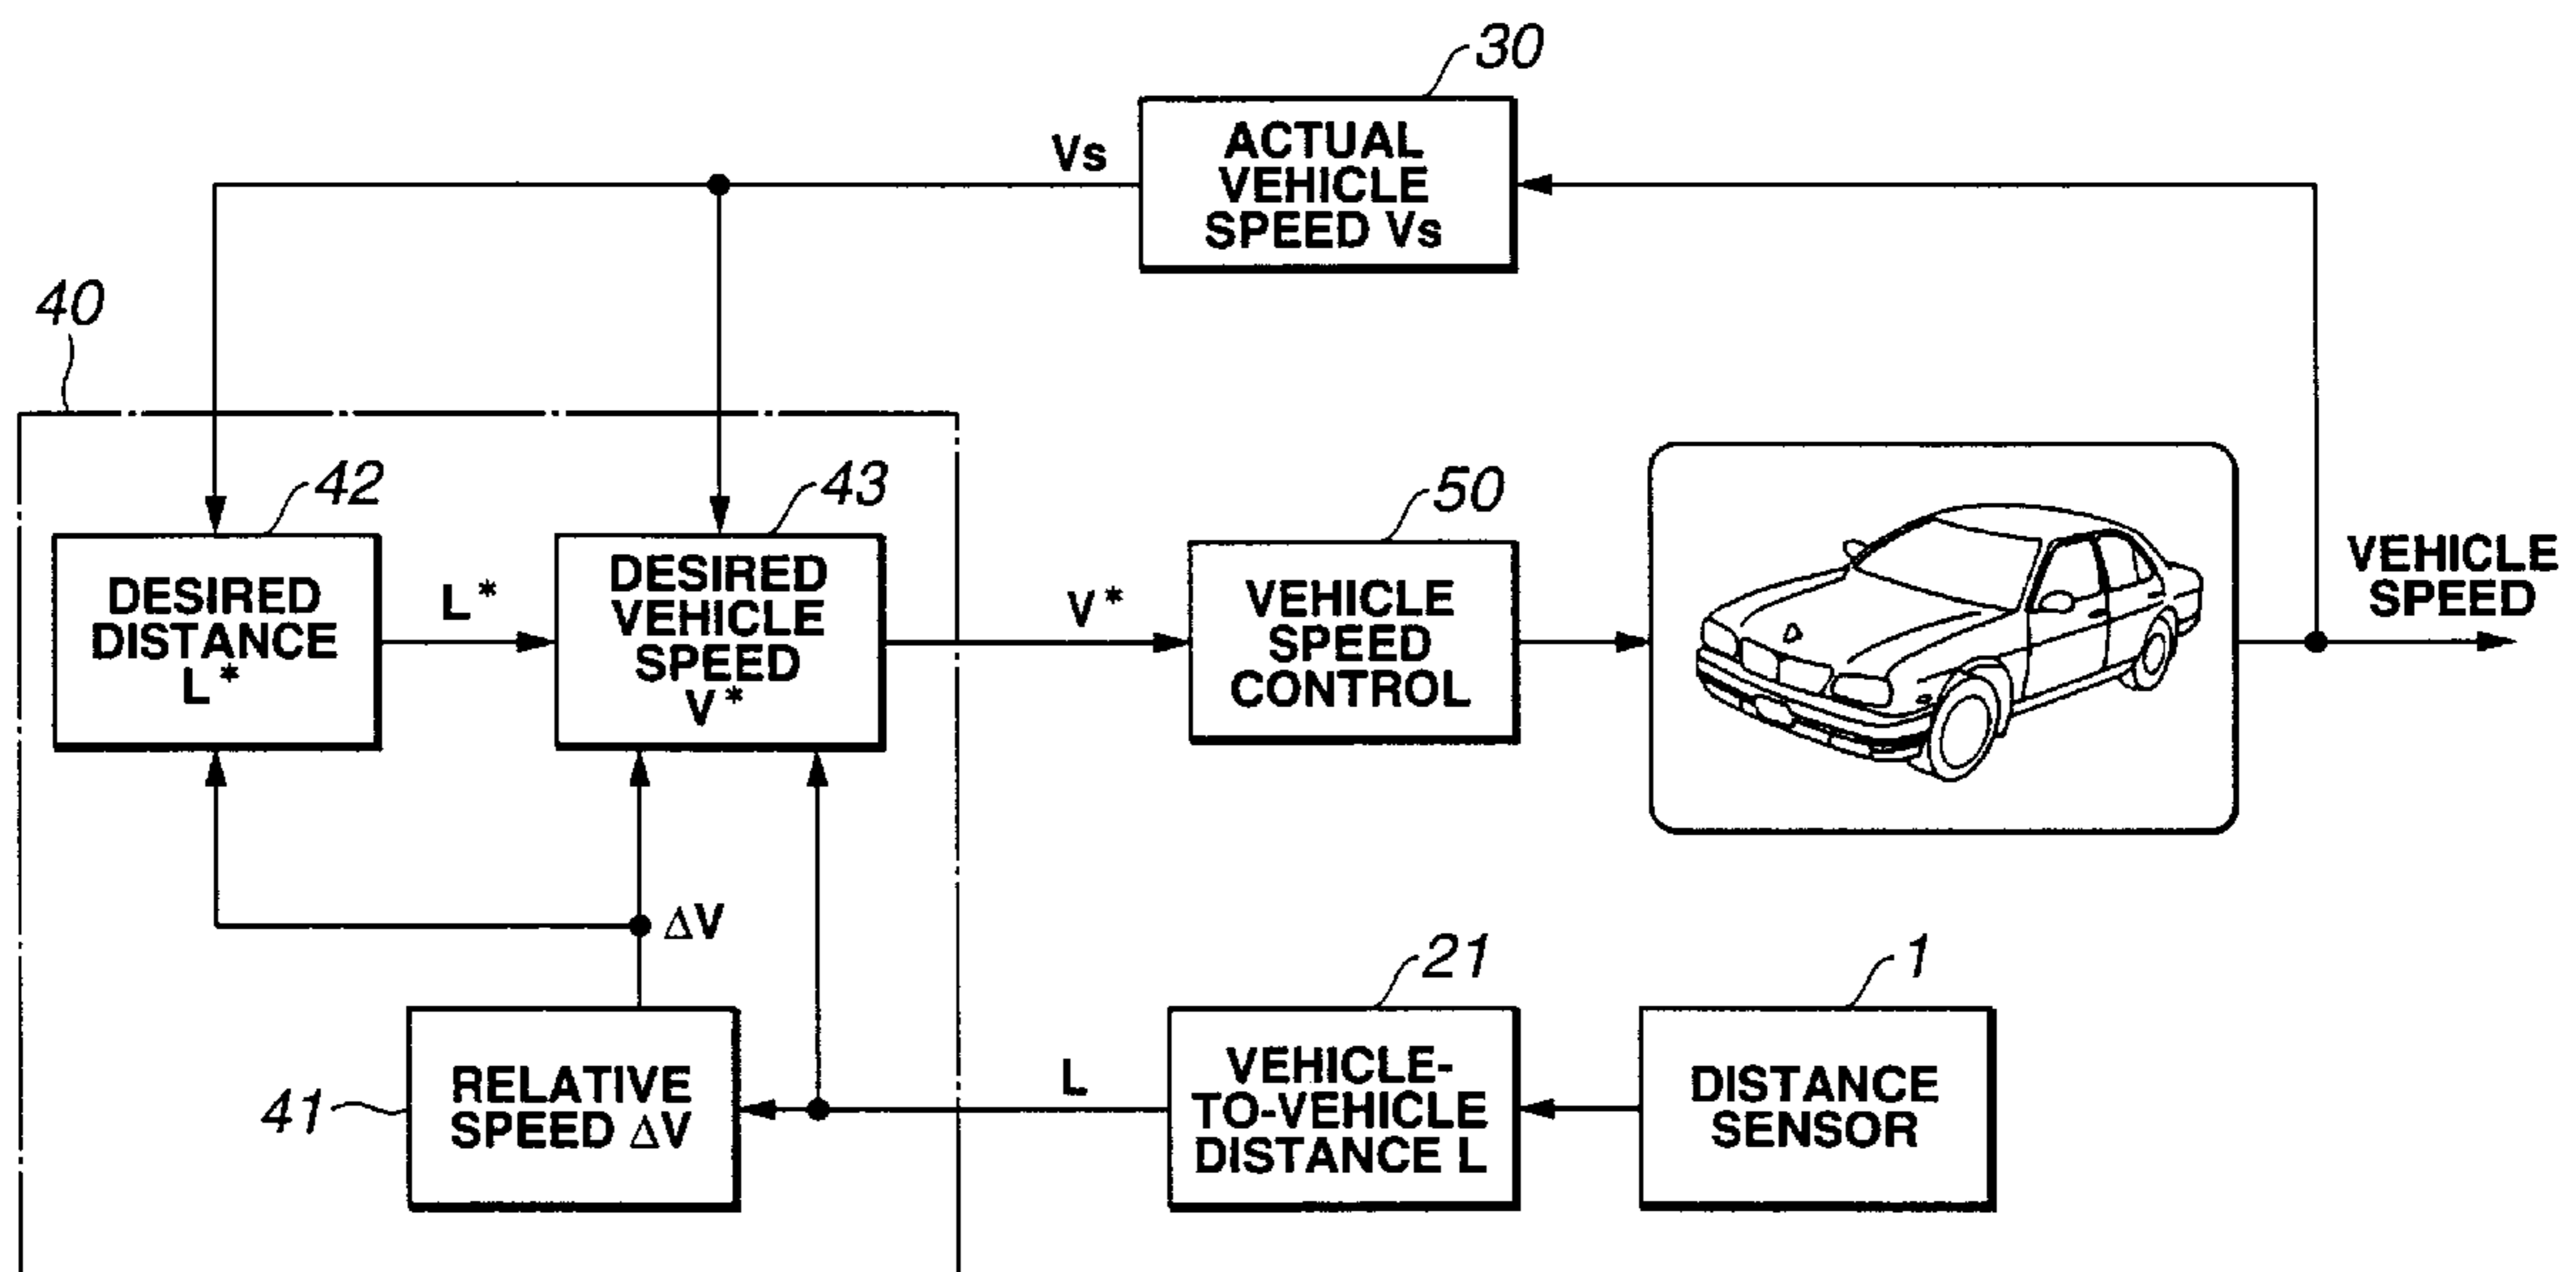 30
ACTUAL
VEHICLE
SPEED Vs
Vs
40
42
DESIRED
DISTANCE
L*
L*
43
DESIRED
VEHICLE
SPEED
V*
V*
50
VEHICLE
SPEED
CONTROL
VEHICLE
SPEED
ΔV
41
RELATIVE
SPEED ΔV
L
21
VEHICLE-
TO-VEHICLE
DISTANCE L
1
DISTANCE
SENSOR